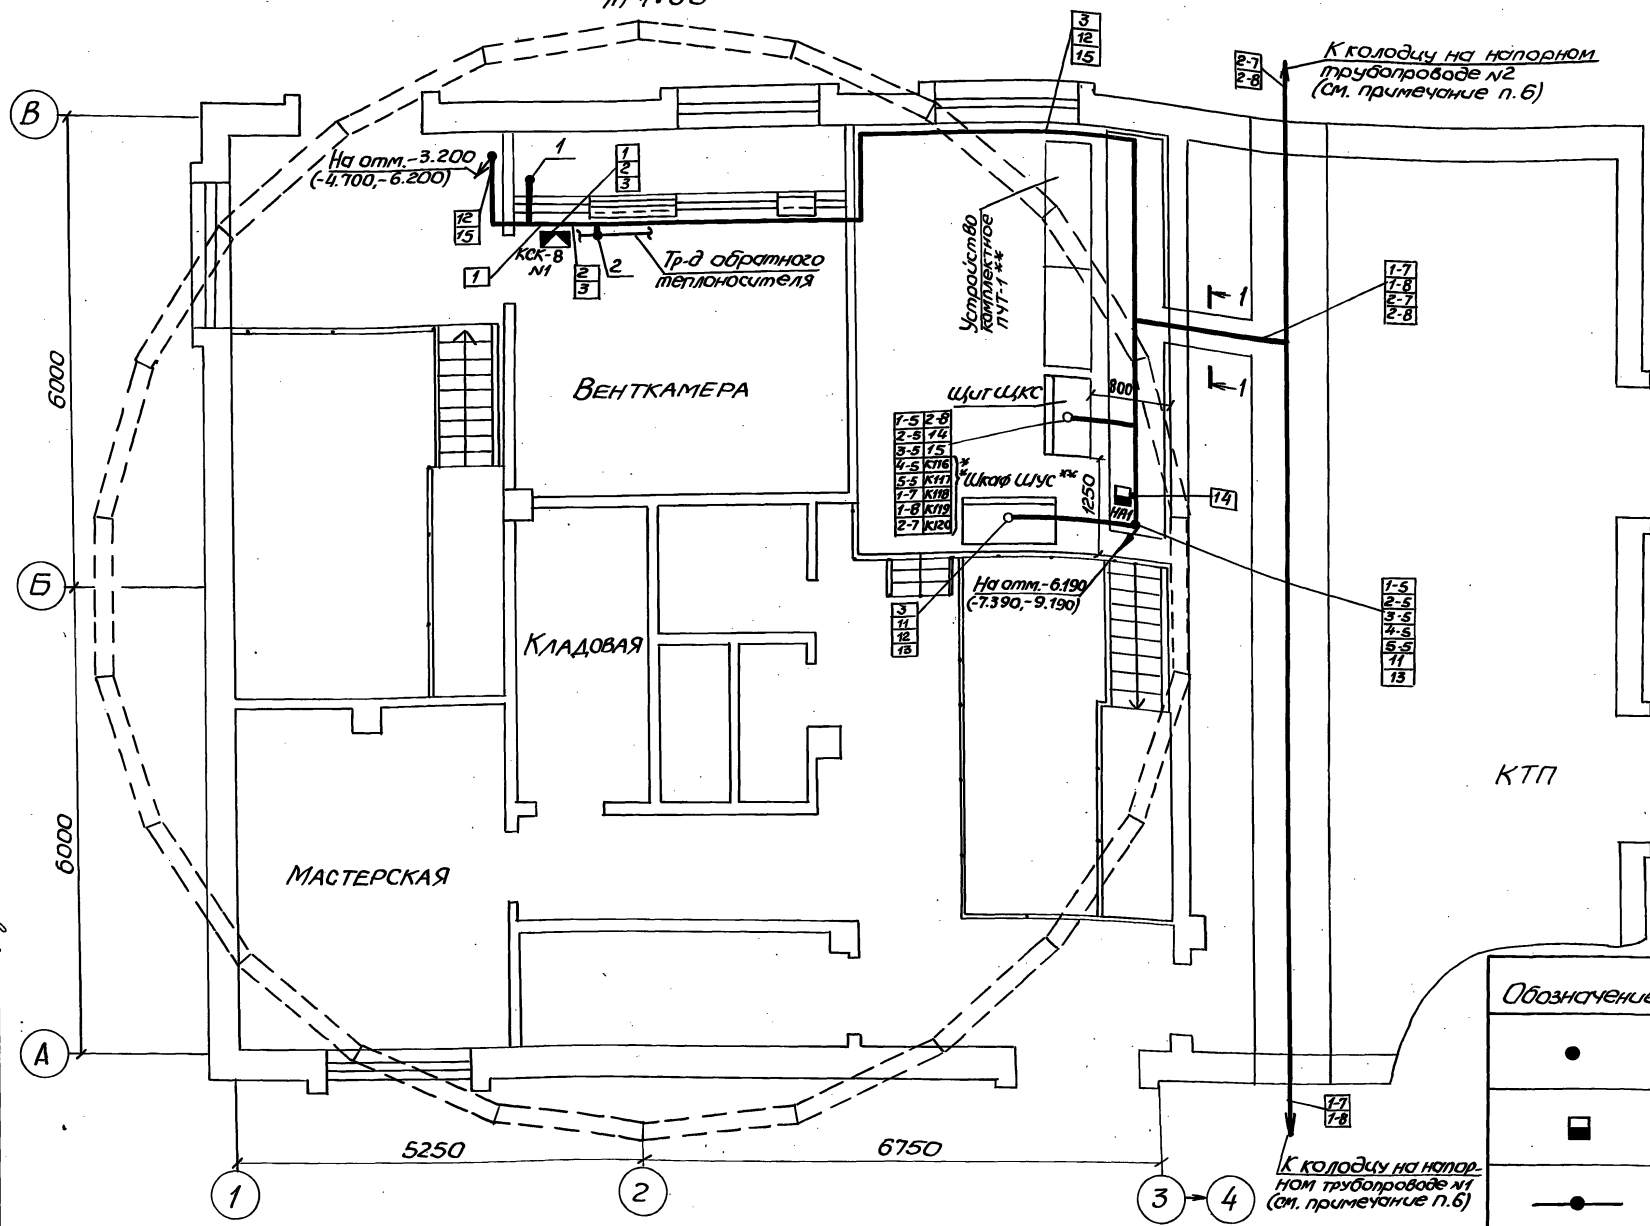 3
12
15
2-7
2-8
К колодцу на напорном
трубопроводе №2
(см. примечание п.6)
В
На отм.-3.200
(-4.700,-6.200)
1
1
2
3
12
15
КСК-8
№1
1
2
3
2
Тр-д обратного
теплоносителя
Устройство
комплектное
ПУТ-1**
1
1-7
1-8
2-7
2-8
6000
Венткамера
Щит ЩКС
800
1
1-5 2-8
2-5 14
3-5 15
4-5 К116
5-5 К117
1-7 К118
1-8 К119
2-7 К120
**
Шкаф ШУС**
1250
НА1
14
Б
На отм.-6.190
(-7.390,-9.190)
3
11
12
13
1-5
2-5
3-5
4-5
5-5
11
13
Кладовая
КТП
6000
Мастерская
Обозначение
А
1-7
1-8
5250
6750
К колодцу на напор-
ном трубопроводе №1
(см. примечание п.6)
1
2
3
4